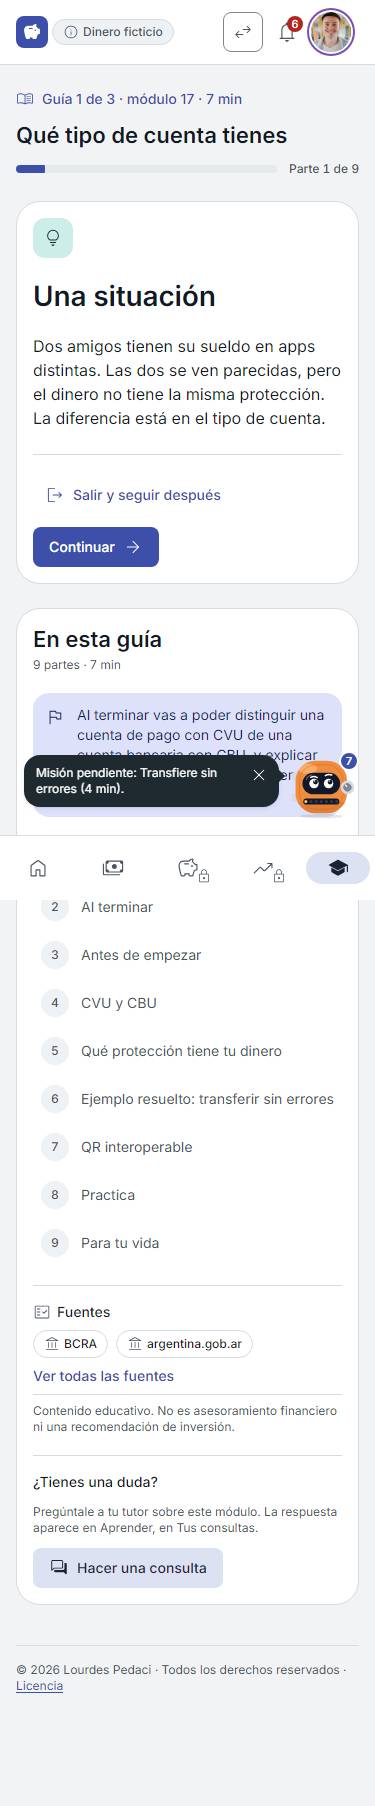 Dinero ficticio
6
Guía 1 de 3 · módulo 17 · 7 min
Qué tipo de cuenta tienes
Parte 1 de 9
Una situación
Dos amigos tienen su sueldo en apps
distintas. Las dos se ven parecidas, pero
el dinero no tiene la misma protección.
La diferencia está en el tipo de cuenta.
Salir y seguir después
Continuar
En esta guía
9 partes · 7 min
Al terminar vas a poder distinguir una
cuenta de pago con CVU de una
cuenta bancaria con CBU, y explicar
Misión pendiente: Transfiere sin
errores (4 min).
7
2 Al terminar
3 Antes de empezar
4 CVU y CBU
5 Qué protección tiene tu dinero
6 Ejemplo resuelto: transferir sin errores
7 QR interoperable
8 Practica
9 Para tu vida
Fuentes
BCRA
argentina.gob.ar
Ver todas las fuentes
Contenido educativo. No es asesoramiento financiero
ni una recomendación de inversión.
¿Tienes una duda?
Pregúntale a tu tutor sobre este módulo. La respuesta
aparece en Aprender, en Tus consultas.
Hacer una consulta
© 2026 Lourdes Pedaci · Todos los derechos reservados ·
Licencia